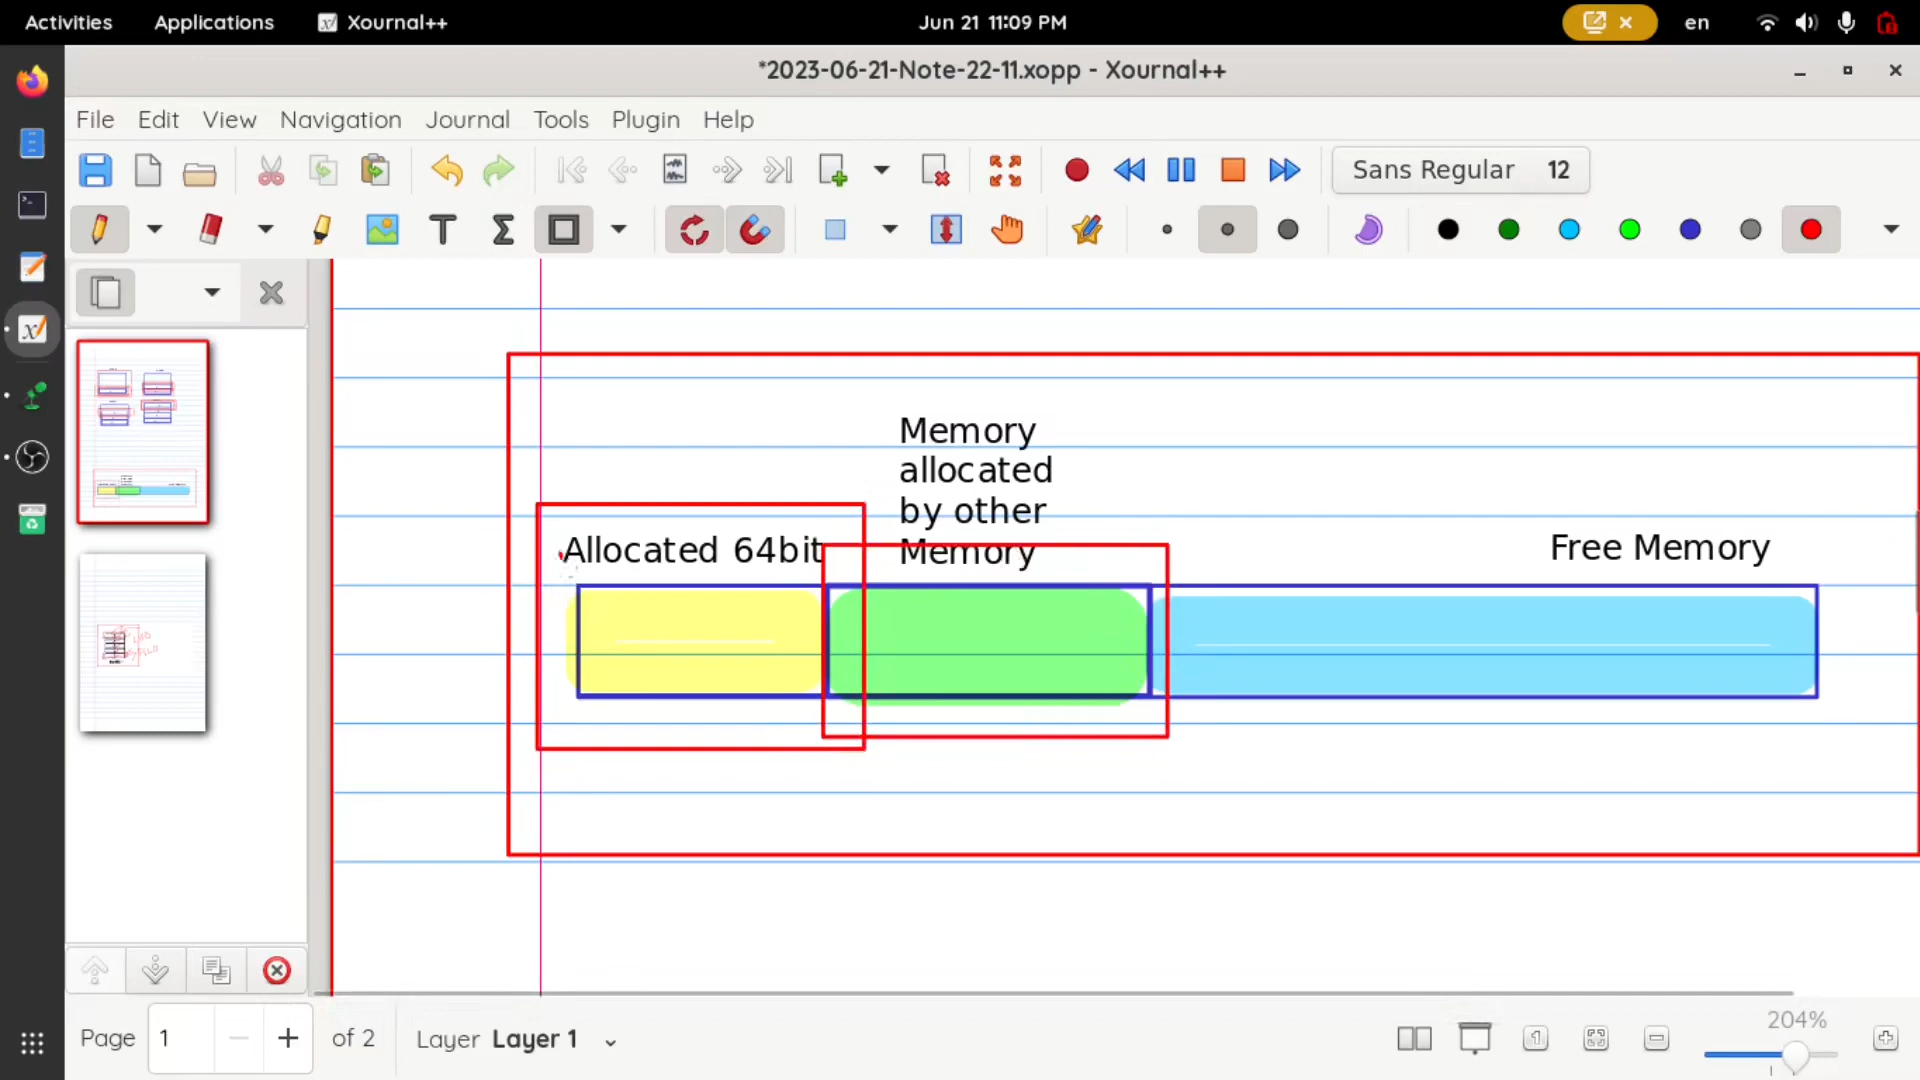 Activities Applications Xournal++ Jun 21 11:09 PM en
*2023-06-21-Note-22-11.xopp - Xournal++
File Edit View Navigation Journal Tools Plugin Help
Sans Regular 12
Memory
allocated
by other
Memory
Allocated 64bit
Free Memory
Page 1 of 2 Layer Layer 1 204%